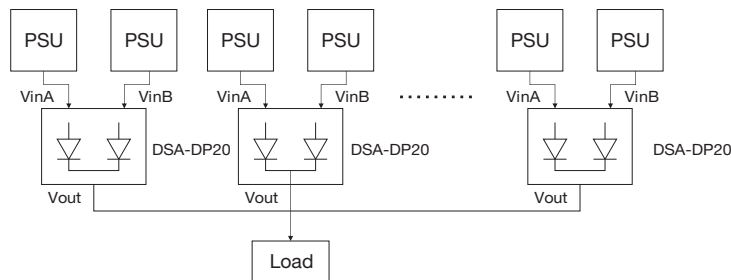 PSU PSU PSU PSU PSU PSU
VinA VinB VinA VinB ......... VinA VinB
DSA-DP20 DSA-DP20 DSA-DP20
Vout Vout Vout
Load